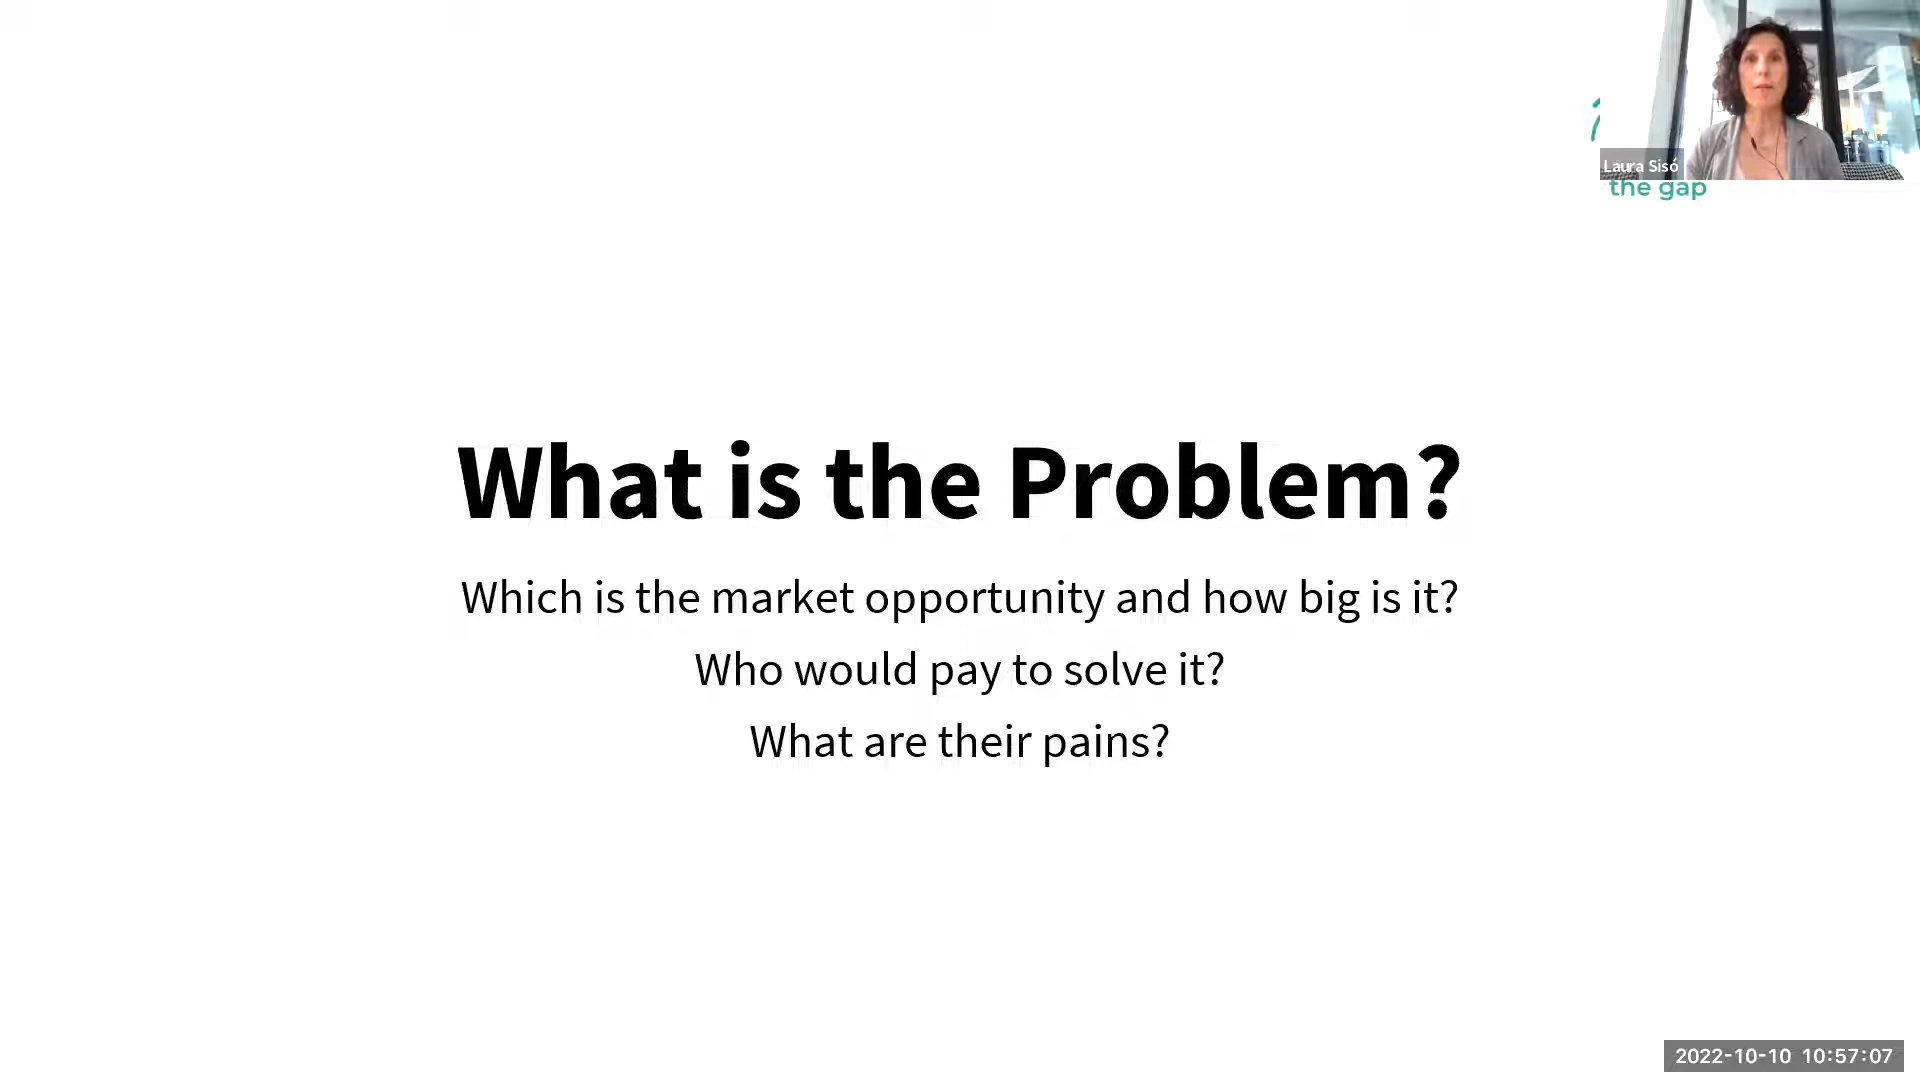 Laura Sisó
the gap
What is the Problem?
Which is the market opportunity and how big is it?
Who would pay to solve it?
What are their pains?
2022-10-10 10:57:07